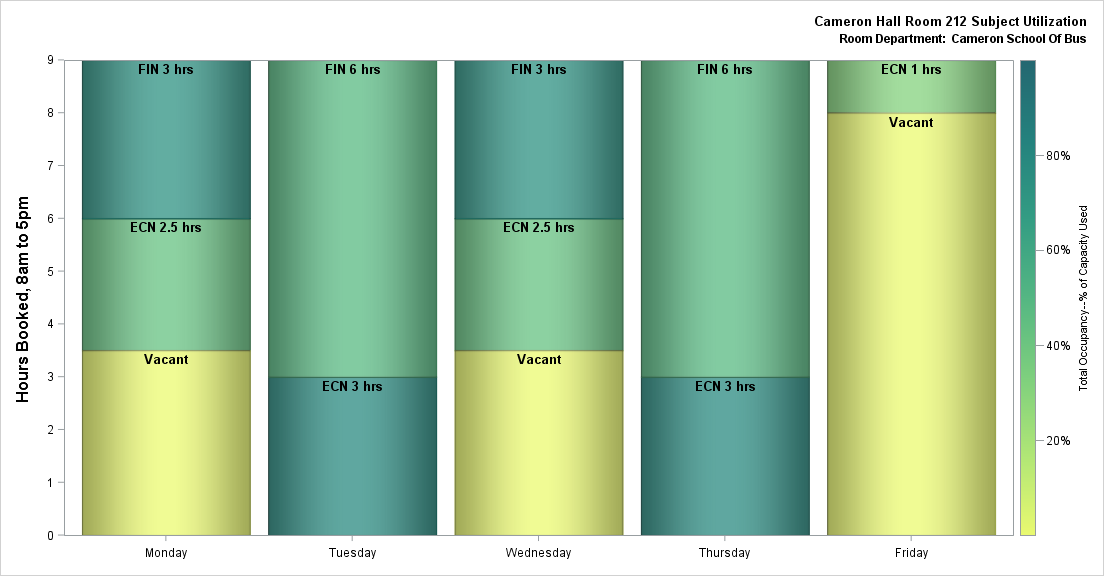 Cameron Hall Room 212 Subject Utilization
Room Department: Cameron School Of Bus
Hours Booked, 8am to 5pm
9
8
7
6
5
4
3
2
1
0
FIN 3 hrs
ECN 2.5 hrs
Vacant
FIN 6 hrs
ECN 3 hrs
FIN 3 hrs
ECN 2.5 hrs
Vacant
FIN 6 hrs
ECN 3 hrs
ECN 1 hrs
Vacant
Monday
Tuesday
Wednesday
Thursday
Friday
80%
60%
40%
20%
Total Occupancy--% of Capacity Used